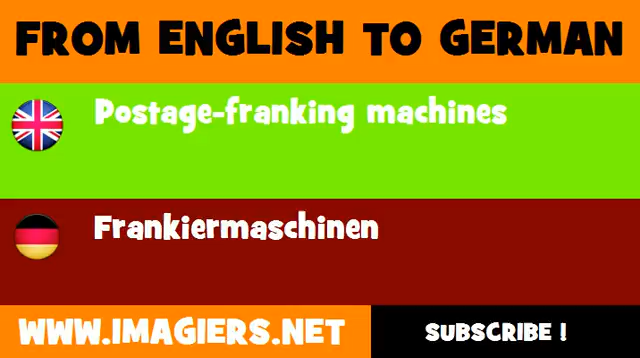 FROM ENGLISH TO GERMAN
Postage-franking machines
Frankiermaschinen
WWW.IMAGIERS.NET
SUBSCRIBE !